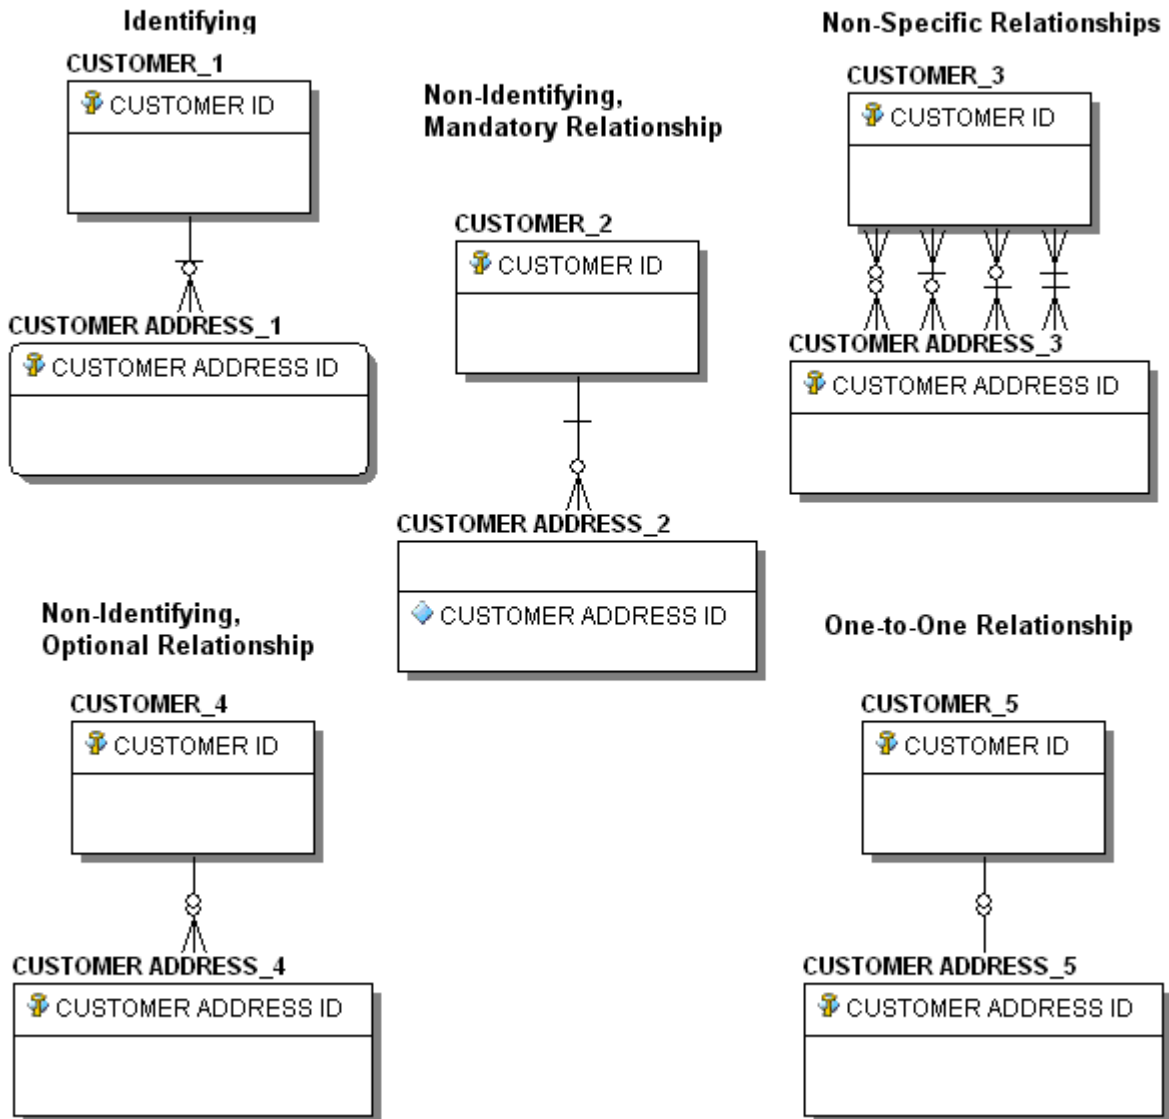 Identifying
CUSTOMER_1
CUSTOMER ID
CUSTOMER ADDRESS_1
CUSTOMER ADDRESS ID
Non-Identifying,
Mandatory Relationship
CUSTOMER_2
CUSTOMER ID
CUSTOMER ADDRESS_2
CUSTOMER ADDRESS ID
Non-Specific Relationships
CUSTOMER_3
CUSTOMER ID
CUSTOMER ADDRESS_3
CUSTOMER ADDRESS ID
Non-Identifying,
Optional Relationship
CUSTOMER_4
CUSTOMER ID
CUSTOMER ADDRESS_4
CUSTOMER ADDRESS ID
One-to-One Relationship
CUSTOMER_5
CUSTOMER ID
CUSTOMER ADDRESS_5
CUSTOMER ADDRESS ID